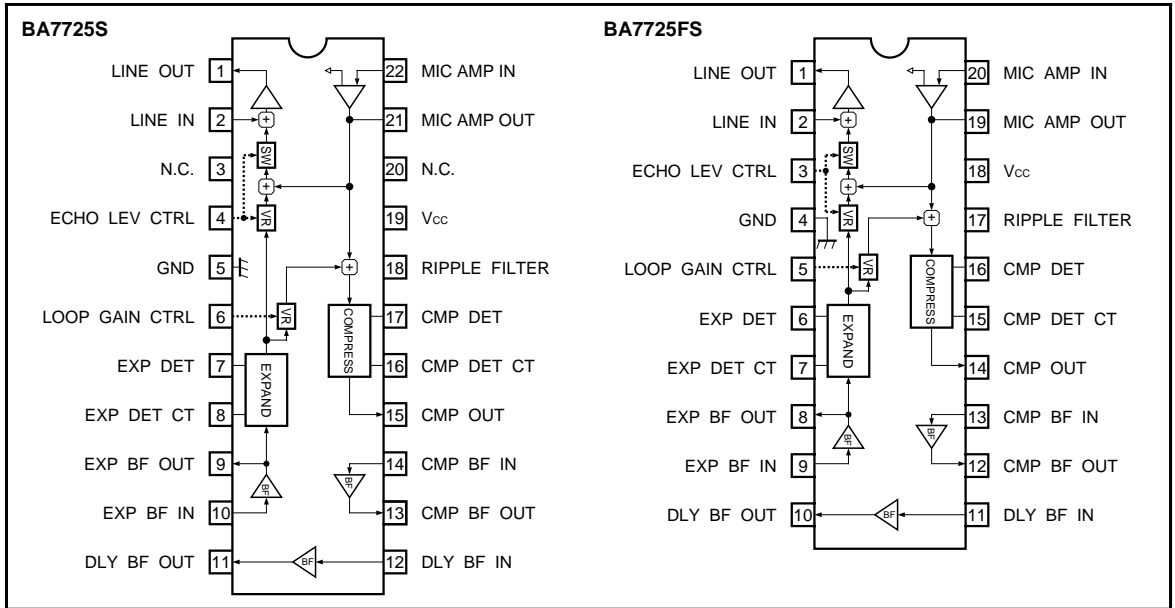 BA7725S
LINE OUT 1
LINE IN 2
N.C. 3
ECHO LEV CTRL 4
GND 5
LOOP GAIN CTRL 6
EXP DET 7
EXP DET CT 8
EXP BF OUT 9
EXP BF IN 10
DLY BF OUT 11
22 MIC AMP IN
21 MIC AMP OUT
20 N.C.
19 Vcc
18 RIPPLE FILTER
17 CMP DET
16 CMP DET CT
15 CMP OUT
14 CMP BF IN
13 CMP BF OUT
12 DLY BF IN
+
SW
+
VR
+
VR
COMPRESS
EXPAND
BF
BF
BF
BA7725FS
LINE OUT 1
LINE IN 2
ECHO LEV CTRL 3
GND 4
LOOP GAIN CTRL 5
EXP DET 6
EXP DET CT 7
EXP BF OUT 8
EXP BF IN 9
DLY BF OUT 10
20 MIC AMP IN
19 MIC AMP OUT
18 Vcc
17 RIPPLE FILTER
16 CMP DET
15 CMP DET CT
14 CMP OUT
13 CMP BF IN
12 CMP BF OUT
11 DLY BF IN
+
SW
+
VR
+
VR
COMPRESS
EXPAND
BF
BF
BF